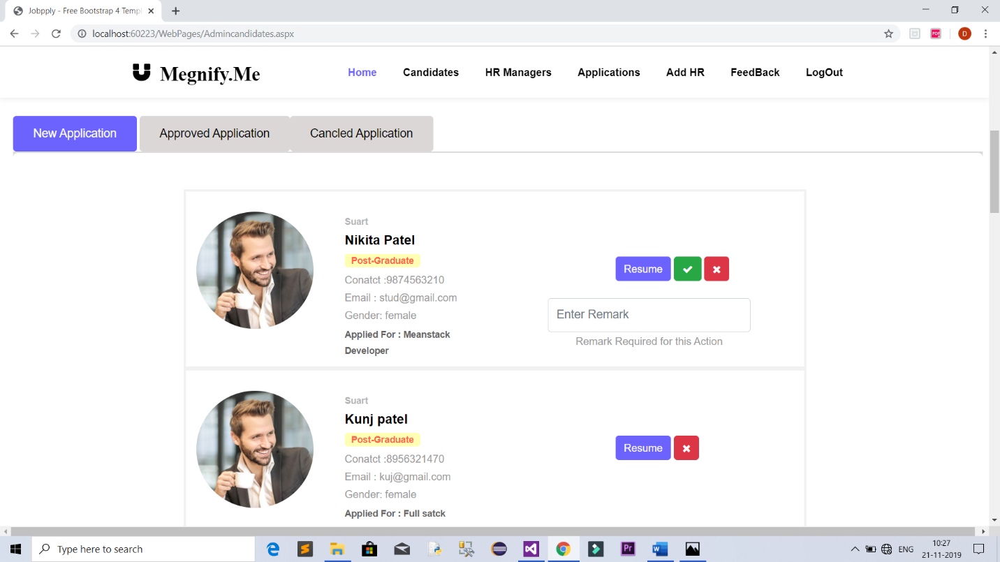 Jobpply - Free Bootstrap 4 Templ
localhost:60223/WebPages/Admincandidates.aspx
PDF
D
Megnify.Me
Home
Candidates
HR Managers
Applications
Add HR
FeedBack
LogOut
New Application
Approved Application
Cancled Application
Suart
Nikita Patel
Post-Graduate
Conatct :9874563210
Email : stud@gmail.com
Gender: female
Applied For : Meanstack
Developer
Resume
Enter Remark
Remark Required for this Action
Suart
Kunj patel
Post-Graduate
Conatct :8956321470
Email : kuj@gmail.com
Gender: female
Applied For : Full satck
Resume
Type here to search
Pr
ENG
10:27
21-11-2019